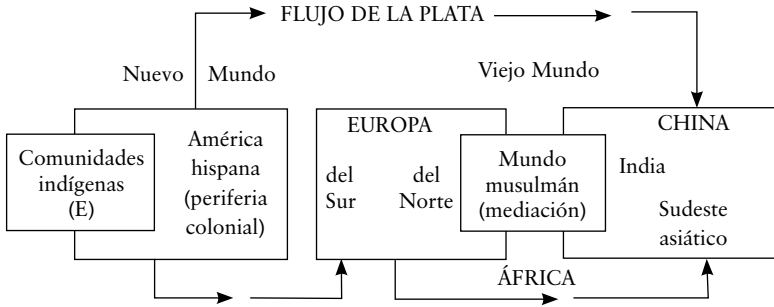 FLUJO DE LA PLATA
Nuevo Mundo
Viejo Mundo
Comunidades
indígenas
(E)
América
hispana
(periferia
colonial)
EUROPA
del
Sur
del
Norte
Mundo
musulmán
(mediación)
CHINA
India
Sudeste
asiático
ÁFRICA